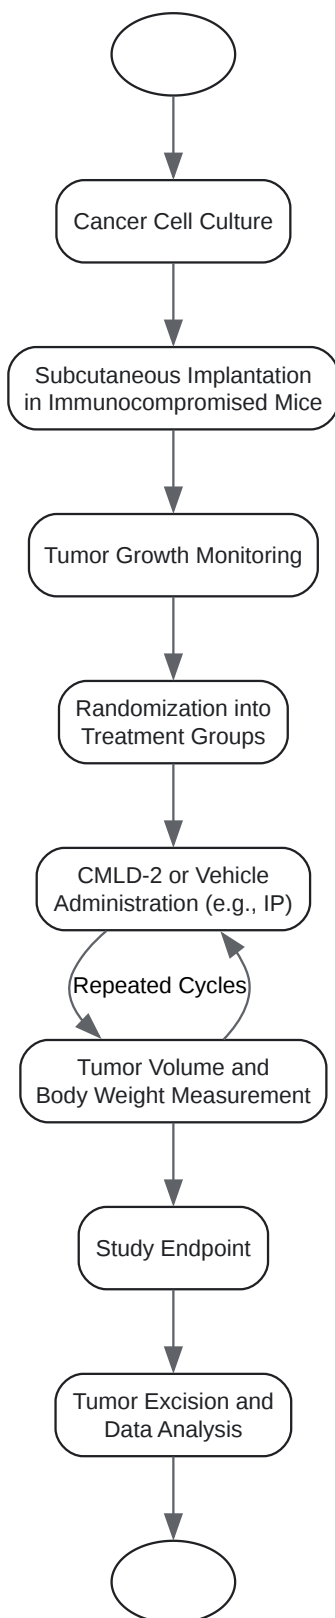 Cancer Cell Culture
Subcutaneous Implantation
in Immunocompromised Mice
Tumor Growth Monitoring
Randomization into
Treatment Groups
CMLD-2 or Vehicle
Administration (e.g., IP)
Repeated Cycles
Tumor Volume and
Body Weight Measurement
Study Endpoint
Tumor Excision and
Data Analysis